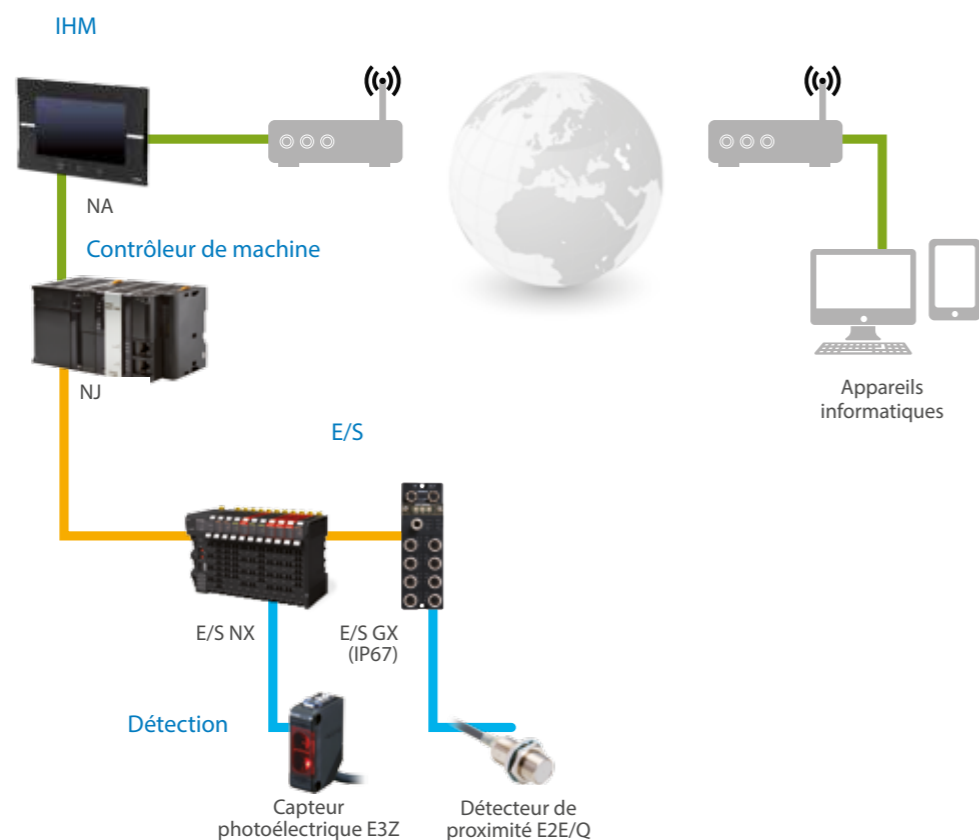 IHM
NA
Contrôleur de machine
NJ
Appareils
informatiques
E/S
E/S NX
E/S GX
(IP67)
Détection
Capteur
photoélectrique E3Z
Détecteur de
proximité E2E/Q